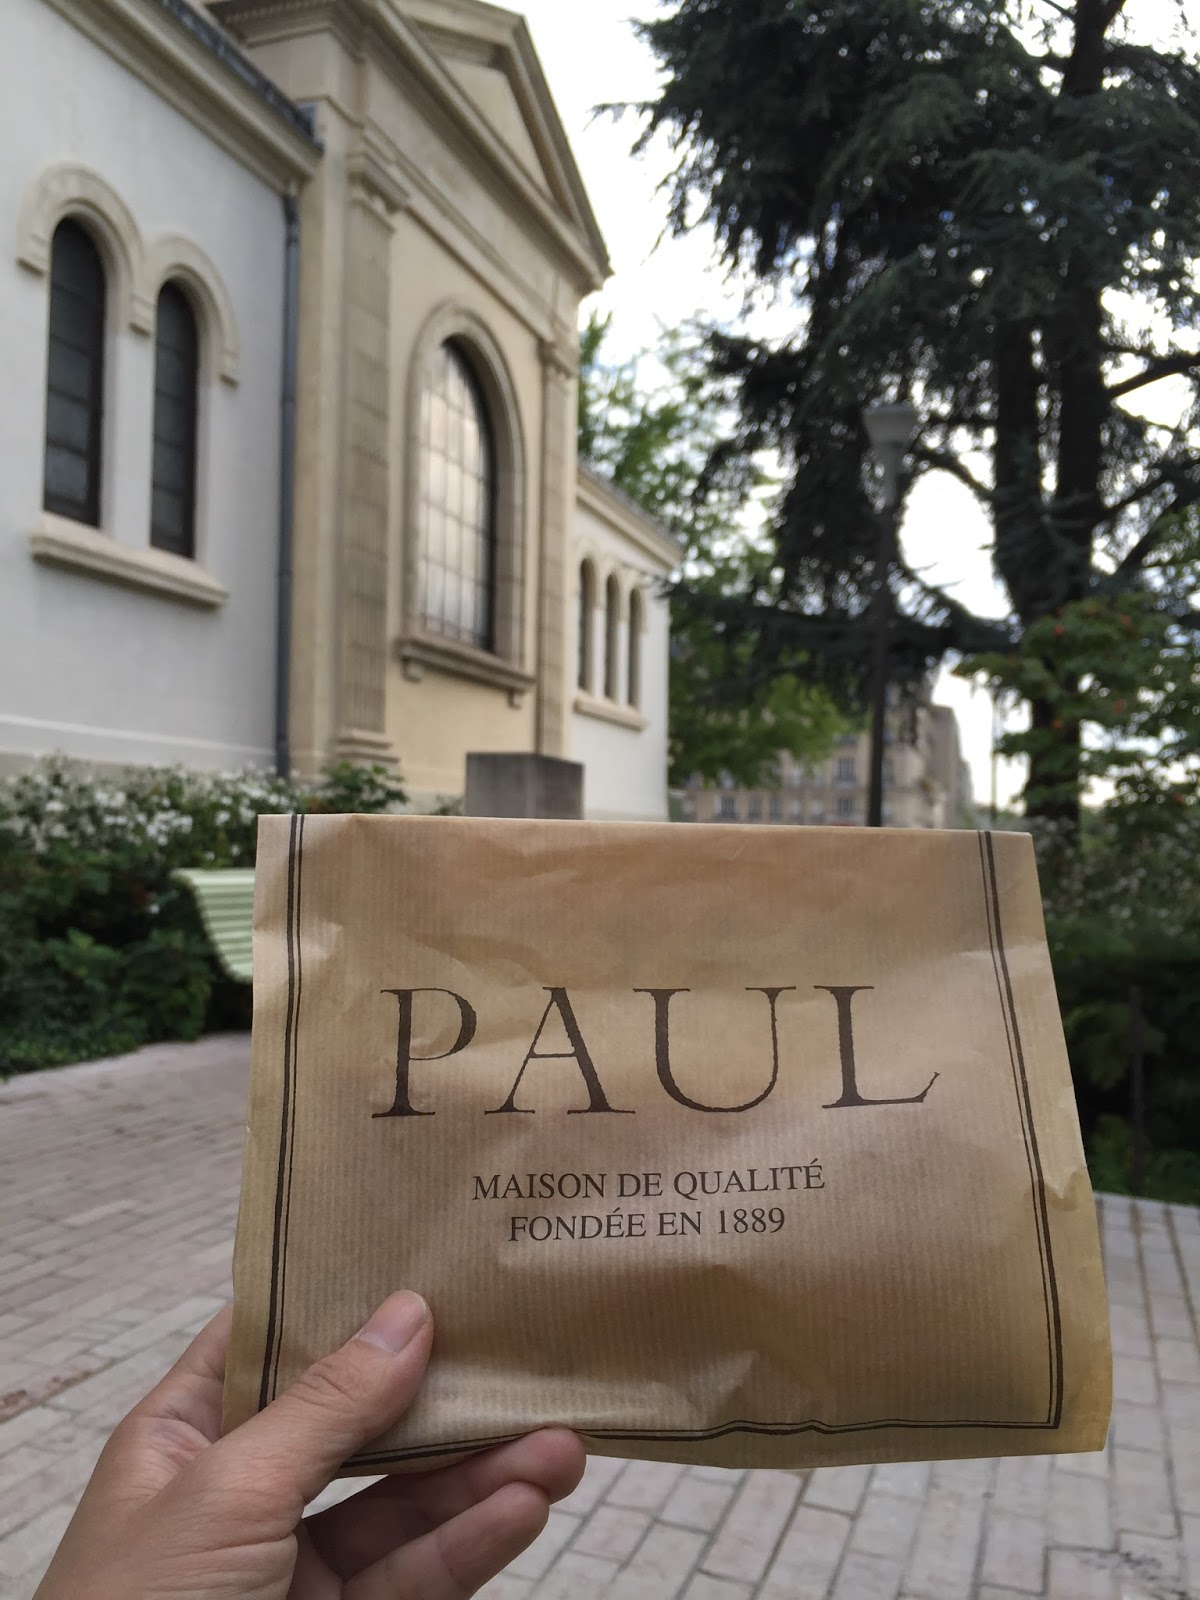 PAUL
MAISON DE QUALITÉ
FONDÉE EN 1889